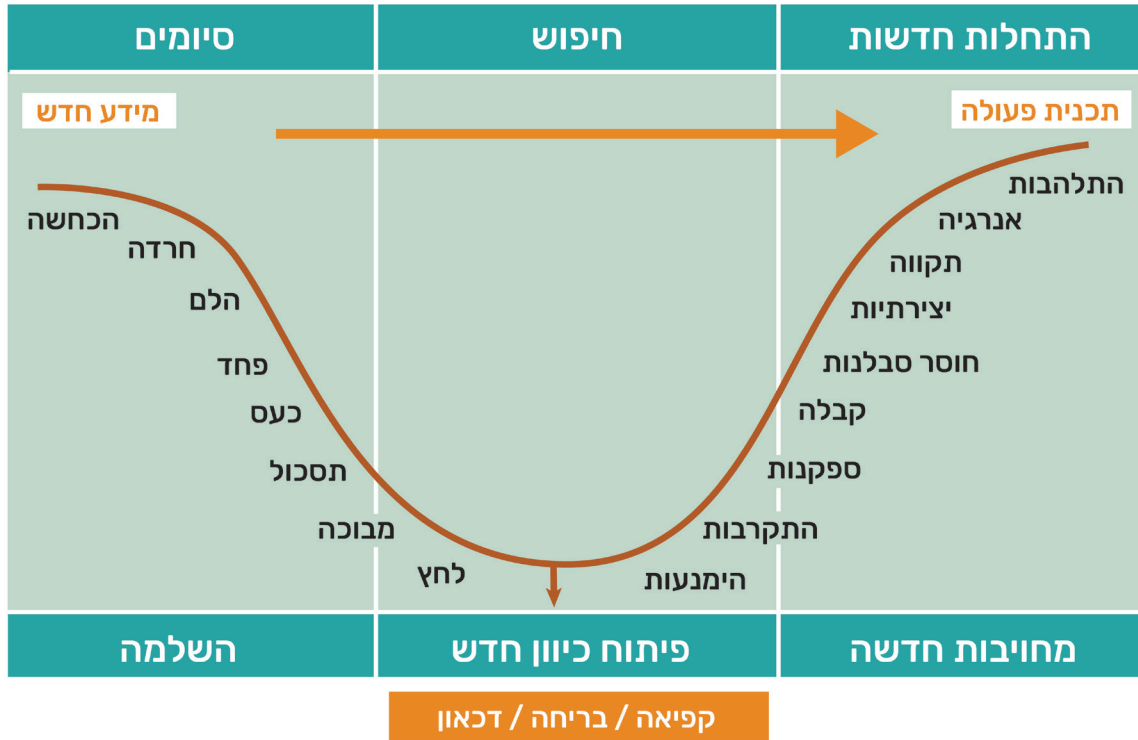 סיומים
חיפוש
התחלות חדשות
מידע חדש
תכנית פעולה
הכחשה
חרדה
הלם
פחד
כעס
תסכול
מבוכה
לחץ
הימנעות
התקרבות
ספקנות
קבלה
חוסר סבלנות
יצירתיות
תקווה
אנרגיה
התלהבות
השלמה
פיתוח כיוון חדש
מחויבות חדשה
קפיאה / בריחה / דכאון